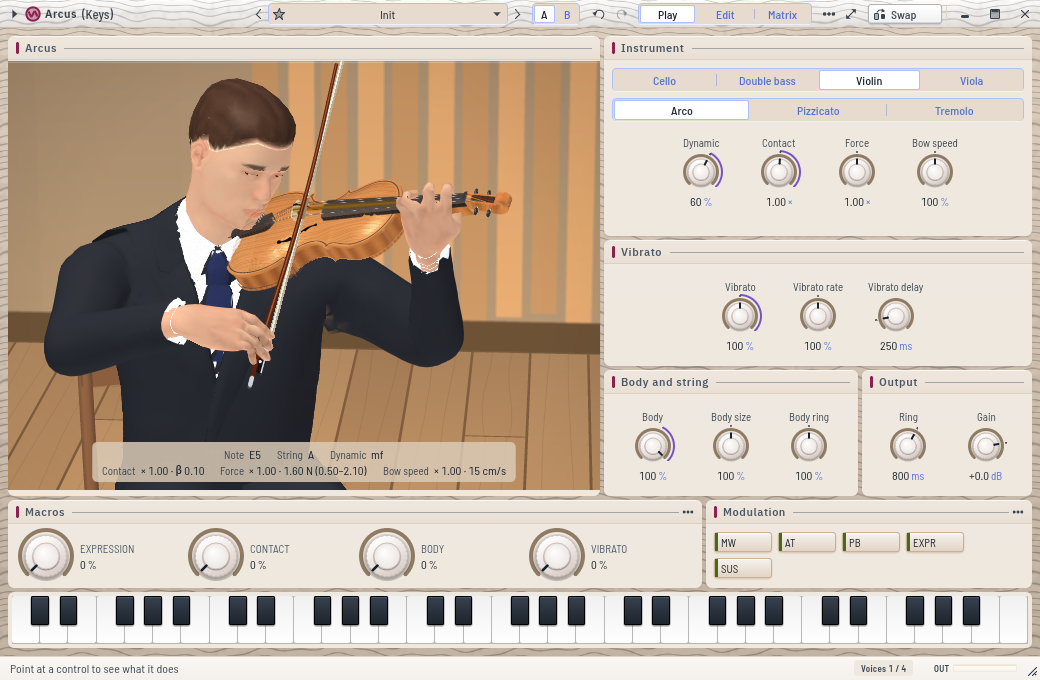 Arcus (Keys)
Init
A B
Play Edit Matrix
Swap
Arcus
Instrument
Cello Double bass Violin Viola
Arco Pizzicato Tremolo
Dynamic Contact Force Bow speed
60 % 1.00 × 1.00 × 100 %
Vibrato
Vibrato Vibrato rate Vibrato delay
100 % 100 % 250 ms
Note E5 String A Dynamic mf
Contact × 1.00 · β 0.10 Force × 1.00 · 1.60 N (0.50–2.10) Bow speed × 1.00 · 15 cm/s
Body and string
Body Body size Body ring
100 % 100 % 100 %
Output
Ring Gain
800 ms +0.0 dB
Macros
EXPRESSION
0 %
CONTACT
0 %
BODY
0 %
VIBRATO
0 %
Modulation
MW AT PB EXPR
SUS
Point at a control to see what it does
Voices 1 / 4
OUT